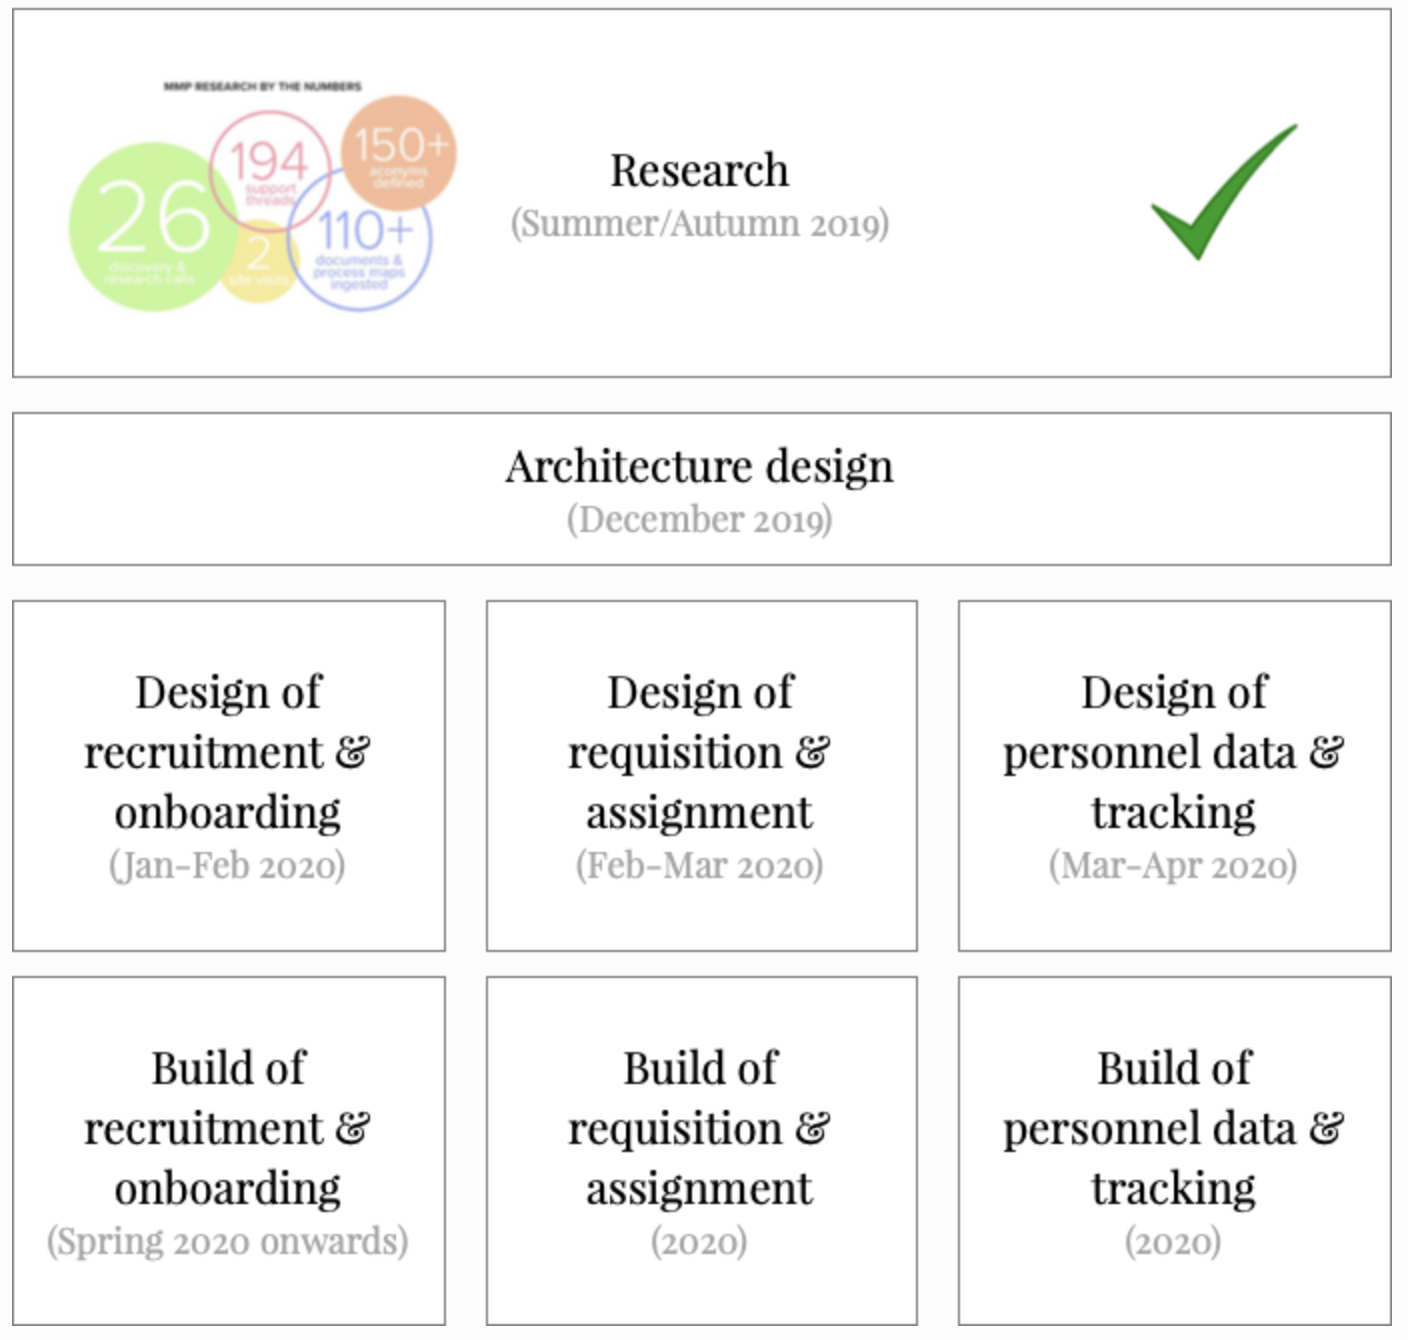 MMP RESEARCH BY THE NUMBERS
26
discovery &
research calls
194
support
threads
150+
acronyms
defined
2
site visits
110+
documents &
process maps
ingested
Research
(Summer/Autumn 2019)
Architecture design
(December 2019)
Design of
recruitment &
onboarding
(Jan-Feb 2020)
Design of
requisition &
assignment
(Feb-Mar 2020)
Design of
personnel data &
tracking
(Mar-Apr 2020)
Build of
recruitment &
onboarding
(Spring 2020 onwards)
Build of
requisition &
assignment
(2020)
Build of
personnel data &
tracking
(2020)